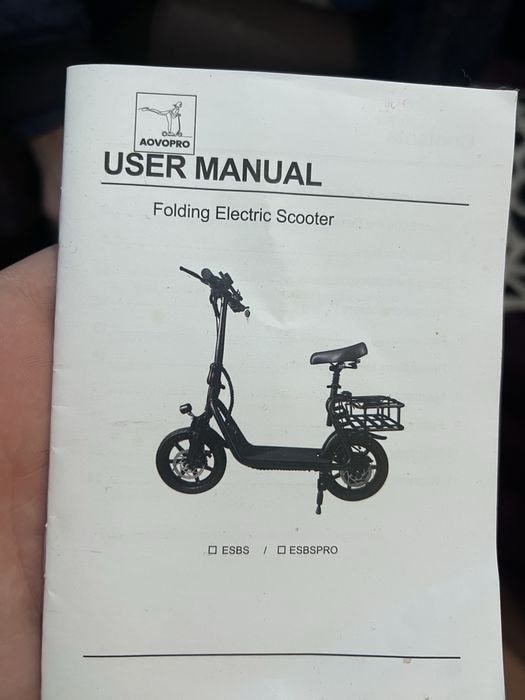 AOVOPRO
USER MANUAL
Folding Electric Scooter
☐ ESBS / ☐ ESBSPRO